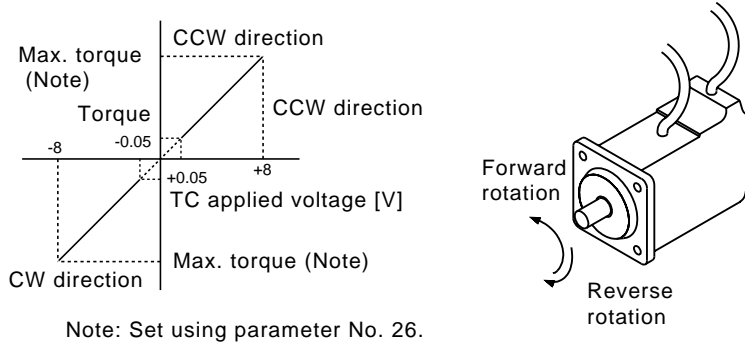 CCW direction
Max. torque
(Note)
CCW direction
Torque
-0.05
-8
+8
+0.05
TC applied voltage [V]
CW direction
Max. torque (Note)
Note: Set using parameter No. 26.
Forward
rotation
Reverse
rotation